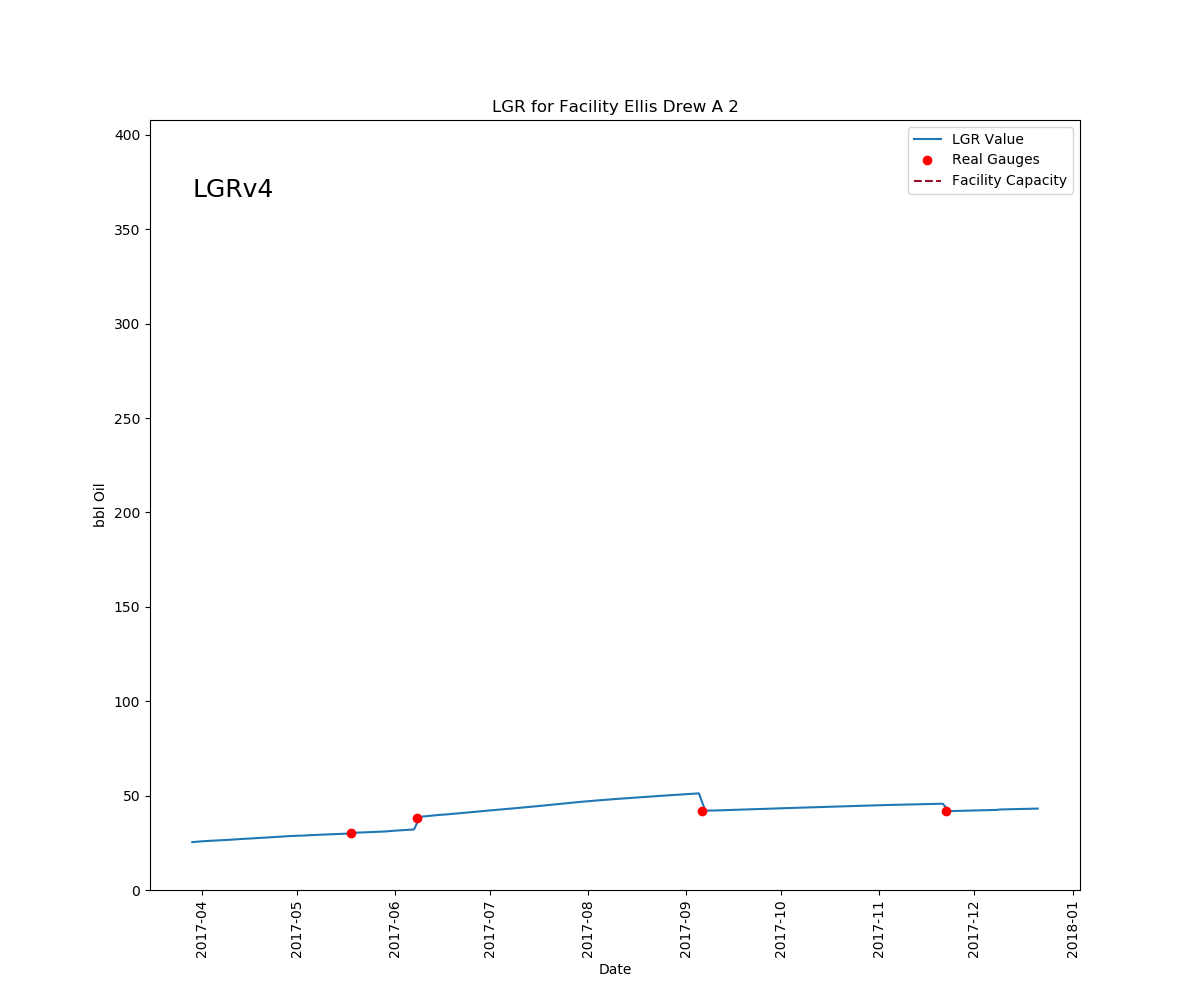 LGR for Facility Ellis Drew A 2
LGRv4
LGR Value
Real Gauges
Facility Capacity
bbl Oil
400
350
300
250
200
150
100
50
0
2017-04
2017-05
2017-06
2017-07
2017-08
2017-09
2017-10
2017-11
2017-12
2018-01
Date